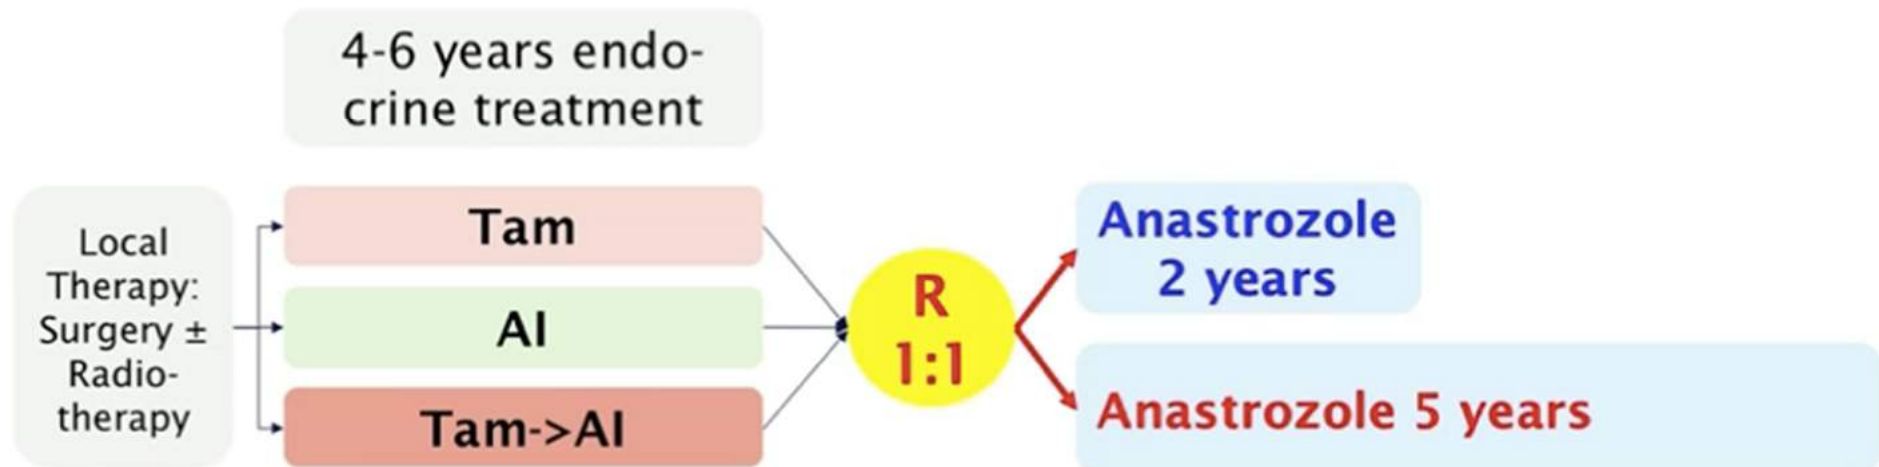 4-6 years endo-
crine treatment
Local
Therapy:
Surgery ±
Radio-
therapy
Tam
AI
Tam->AI
R
1:1
Anastrozole
2 years
Anastrozole 5 years